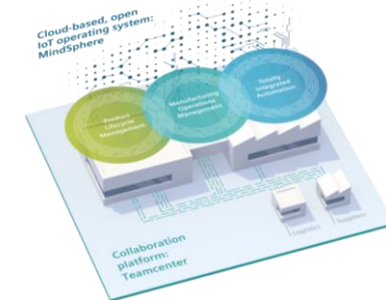 Cloud-based, open
IoT operating system:
MindSphere
Product
Lifecycle
Management
Manufacturing
Operations
Management
Totally
Integrated
Automation
Collaboration
platform:
Teamcenter
Logistics
Suppliers